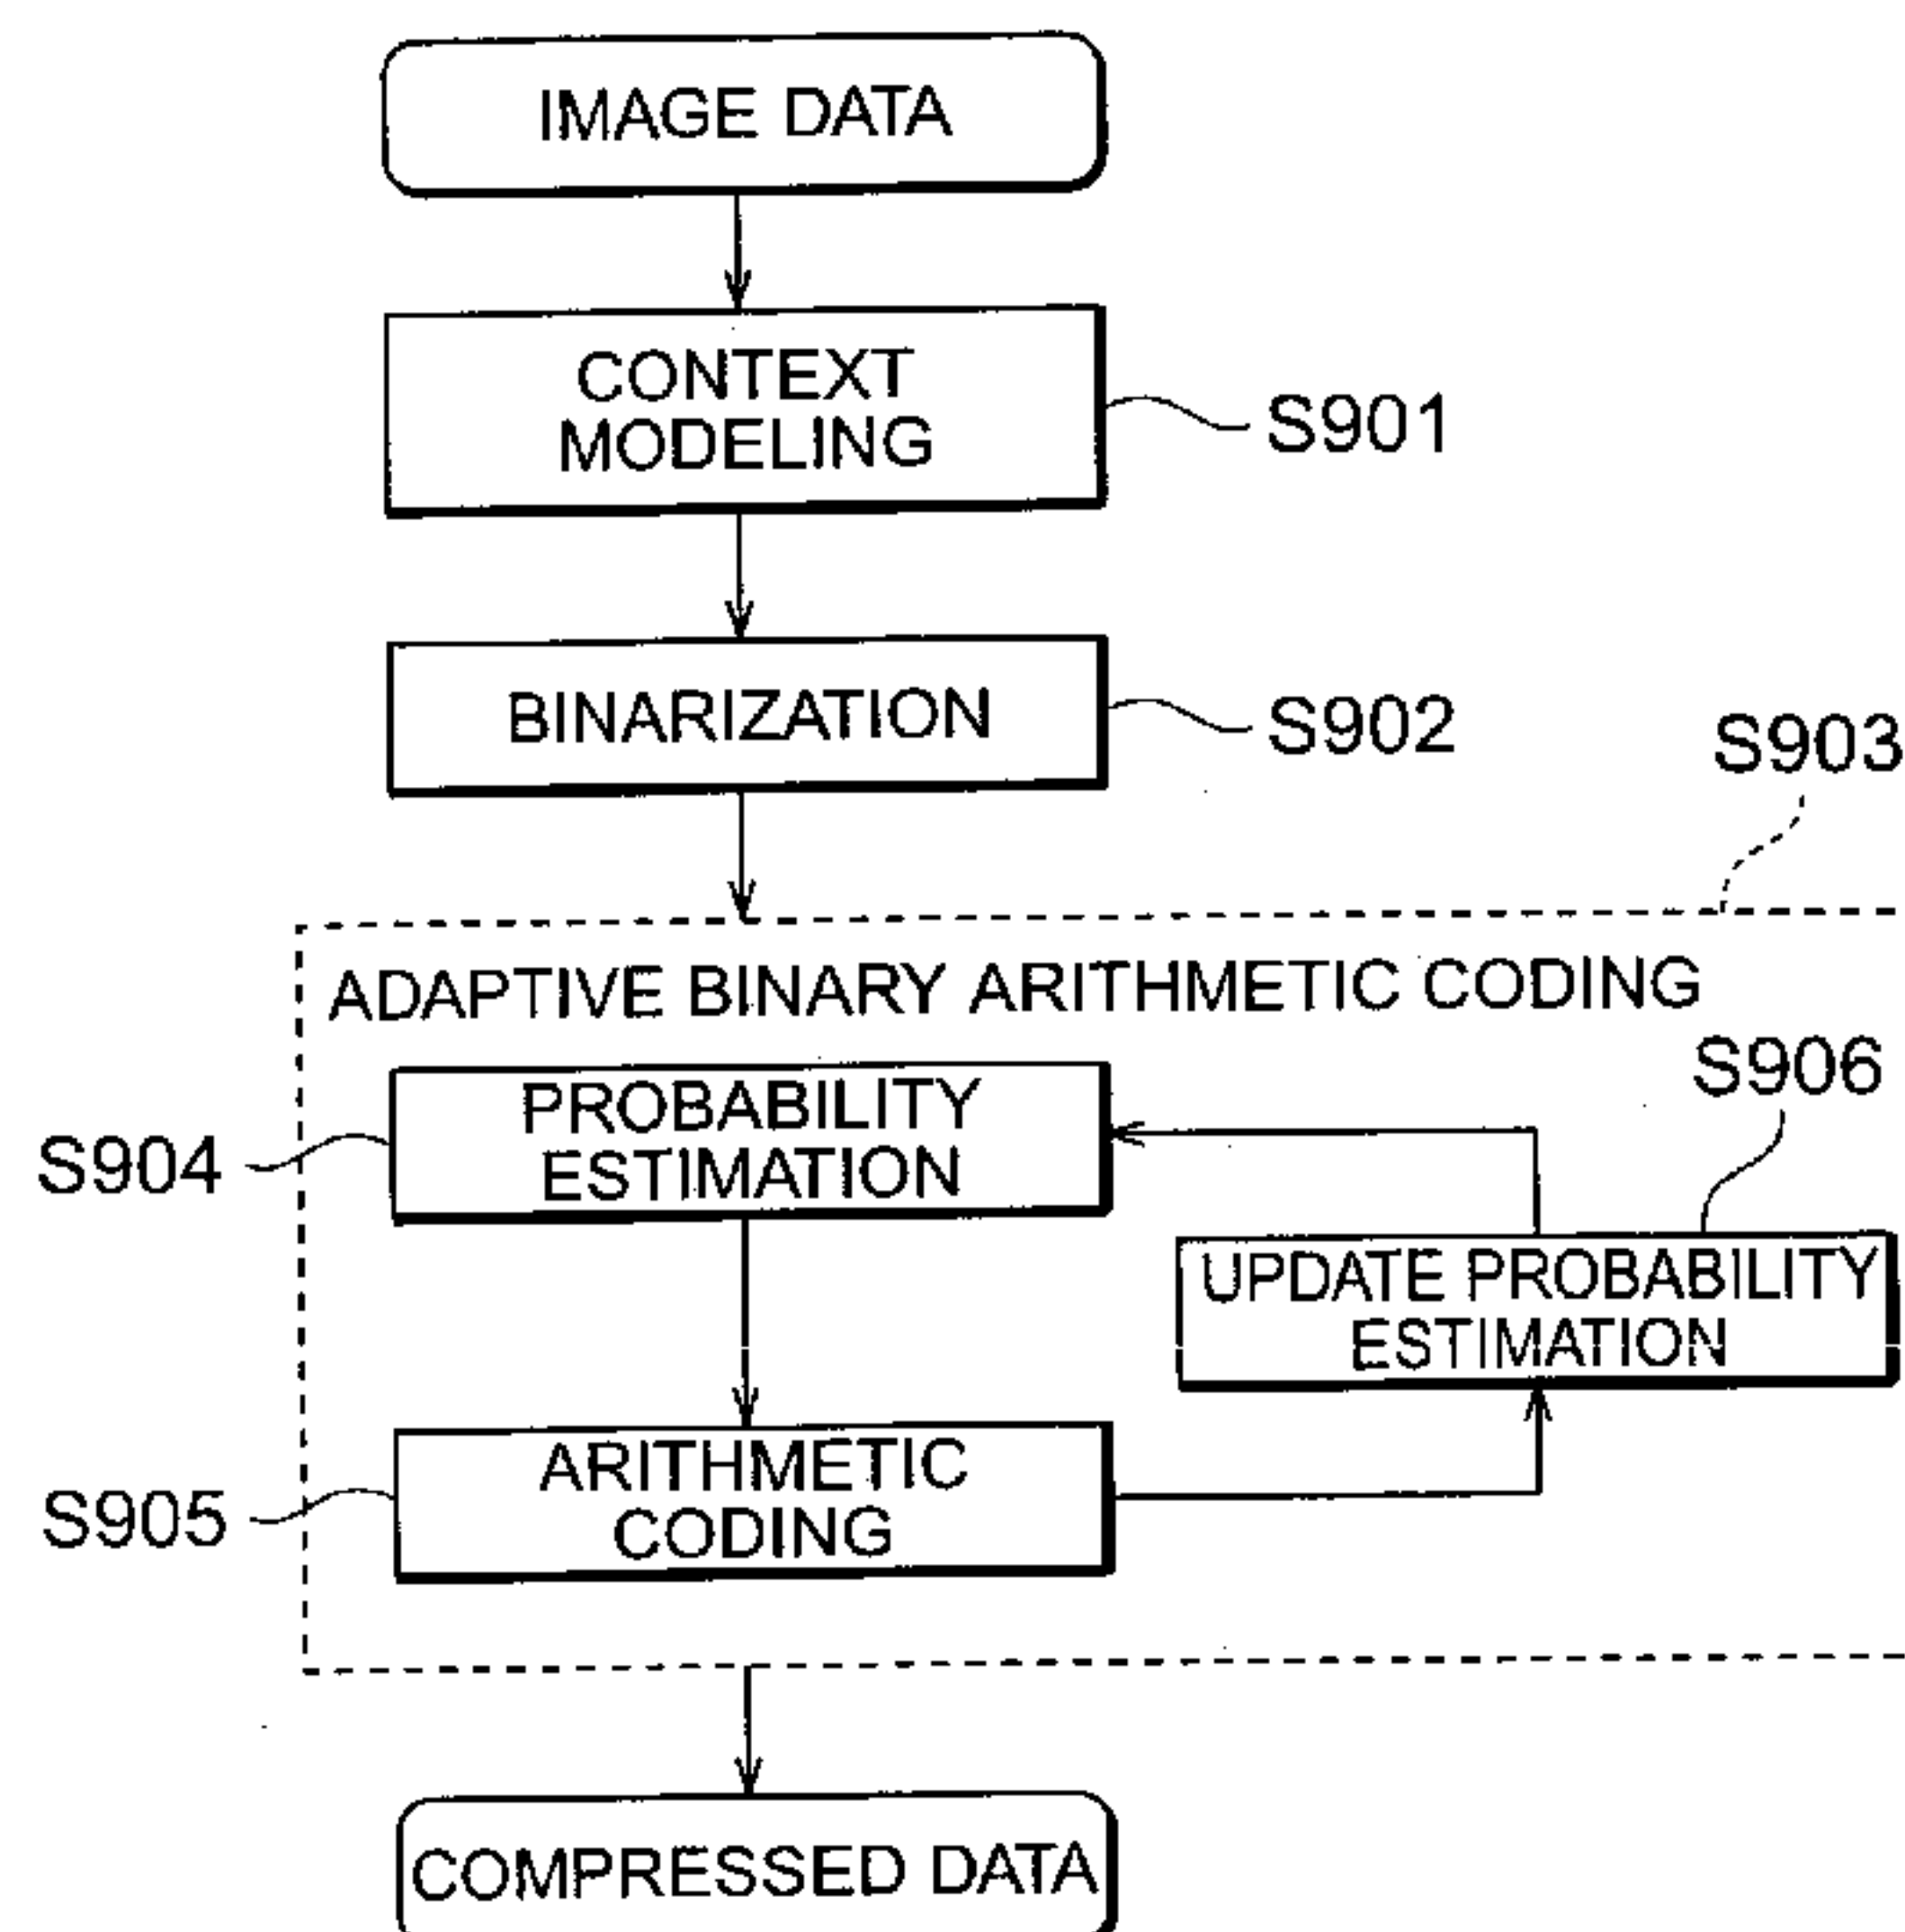 IMAGE DATA
CONTEXT
MODELING
S901
BINARIZATION
S902
S903
ADAPTIVE BINARY ARITHMETIC CODING
S906
PROBABILITY
ESTIMATION
S904
UPDATE PROBABILITY
ESTIMATION
ARITHMETIC
CODING
S905
COMPRESSED DATA